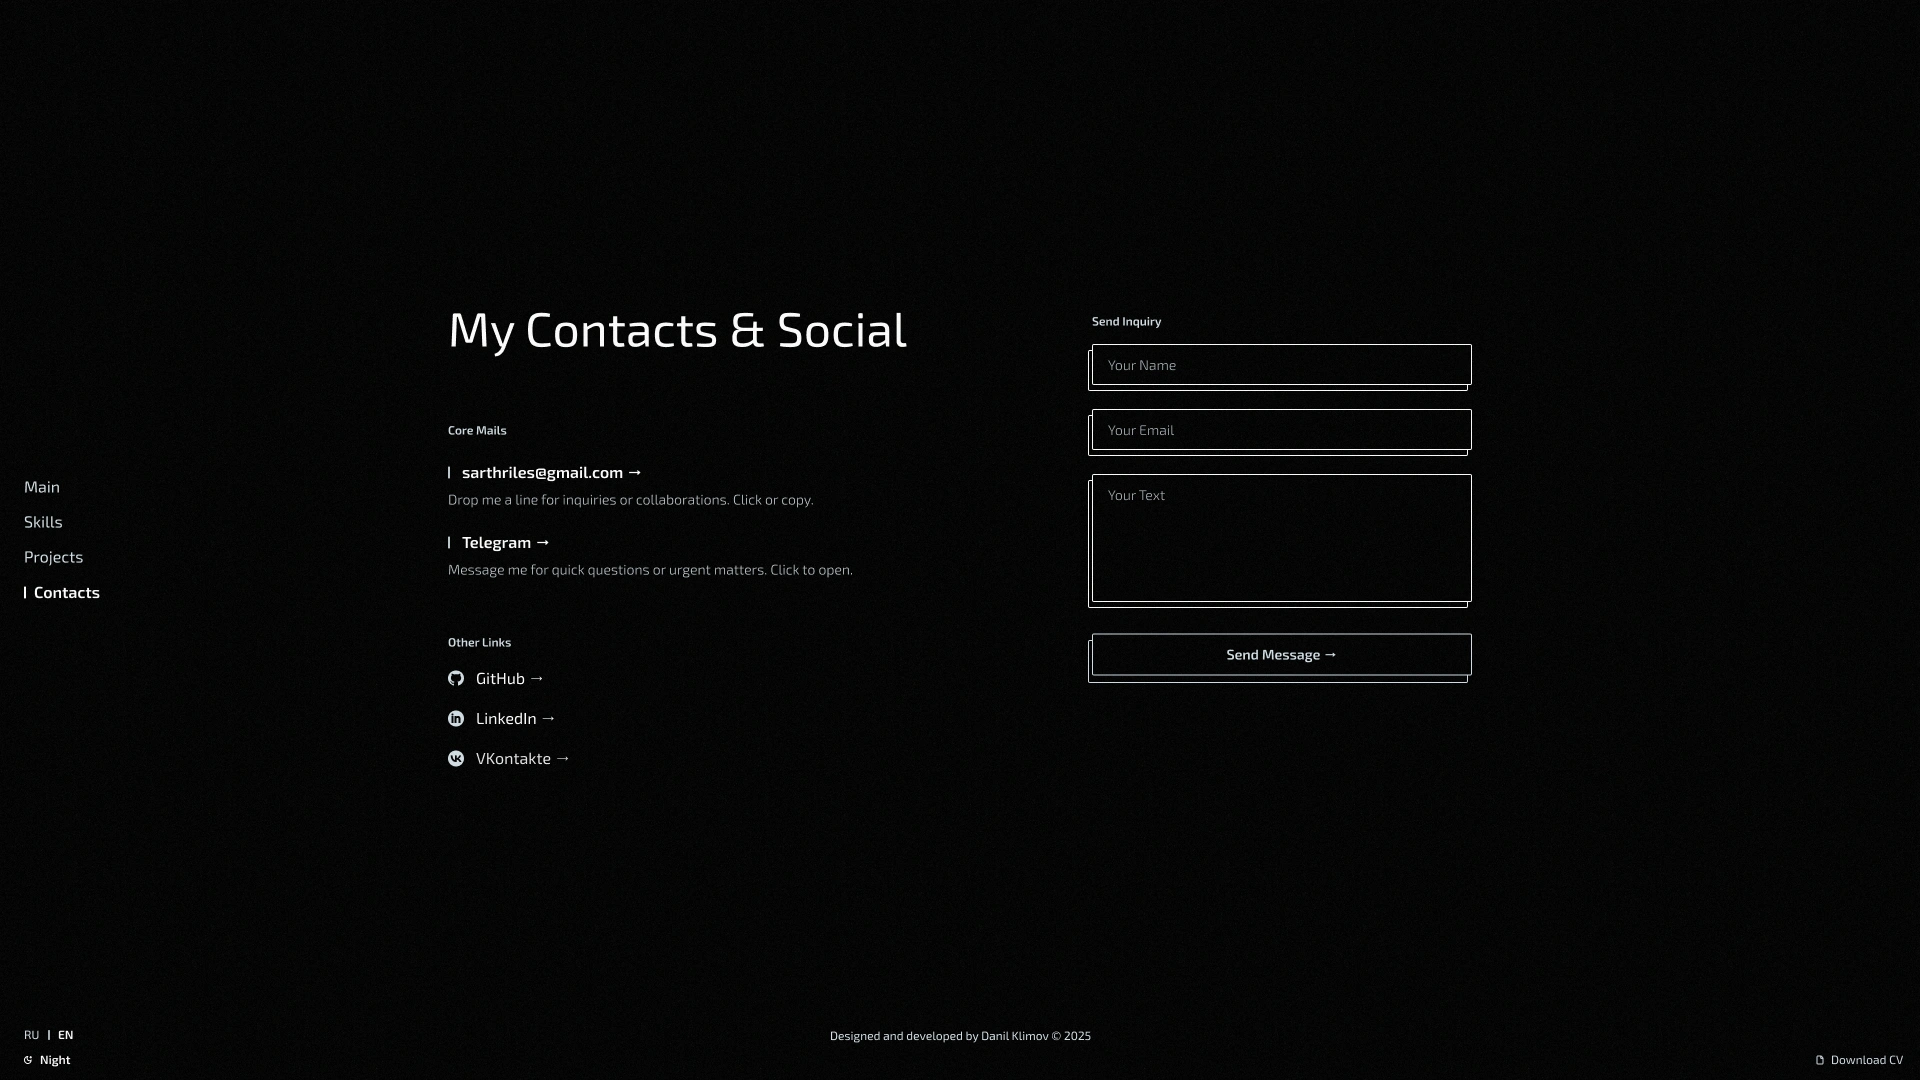 Main
Skills
Projects
Contacts
My Contacts & Social
Core Mails
sarthriles@gmail.com →
Drop me a line for inquiries or collaborations. Click or copy.
Telegram →
Message me for quick questions or urgent matters. Click to open.
Other Links
GitHub →
LinkedIn →
VKontakte →
Send Inquiry
Your Name
Your Email
Your Text
Send Message →
RU | EN
Night
Designed and developed by Danil Klimov © 2025
Download CV